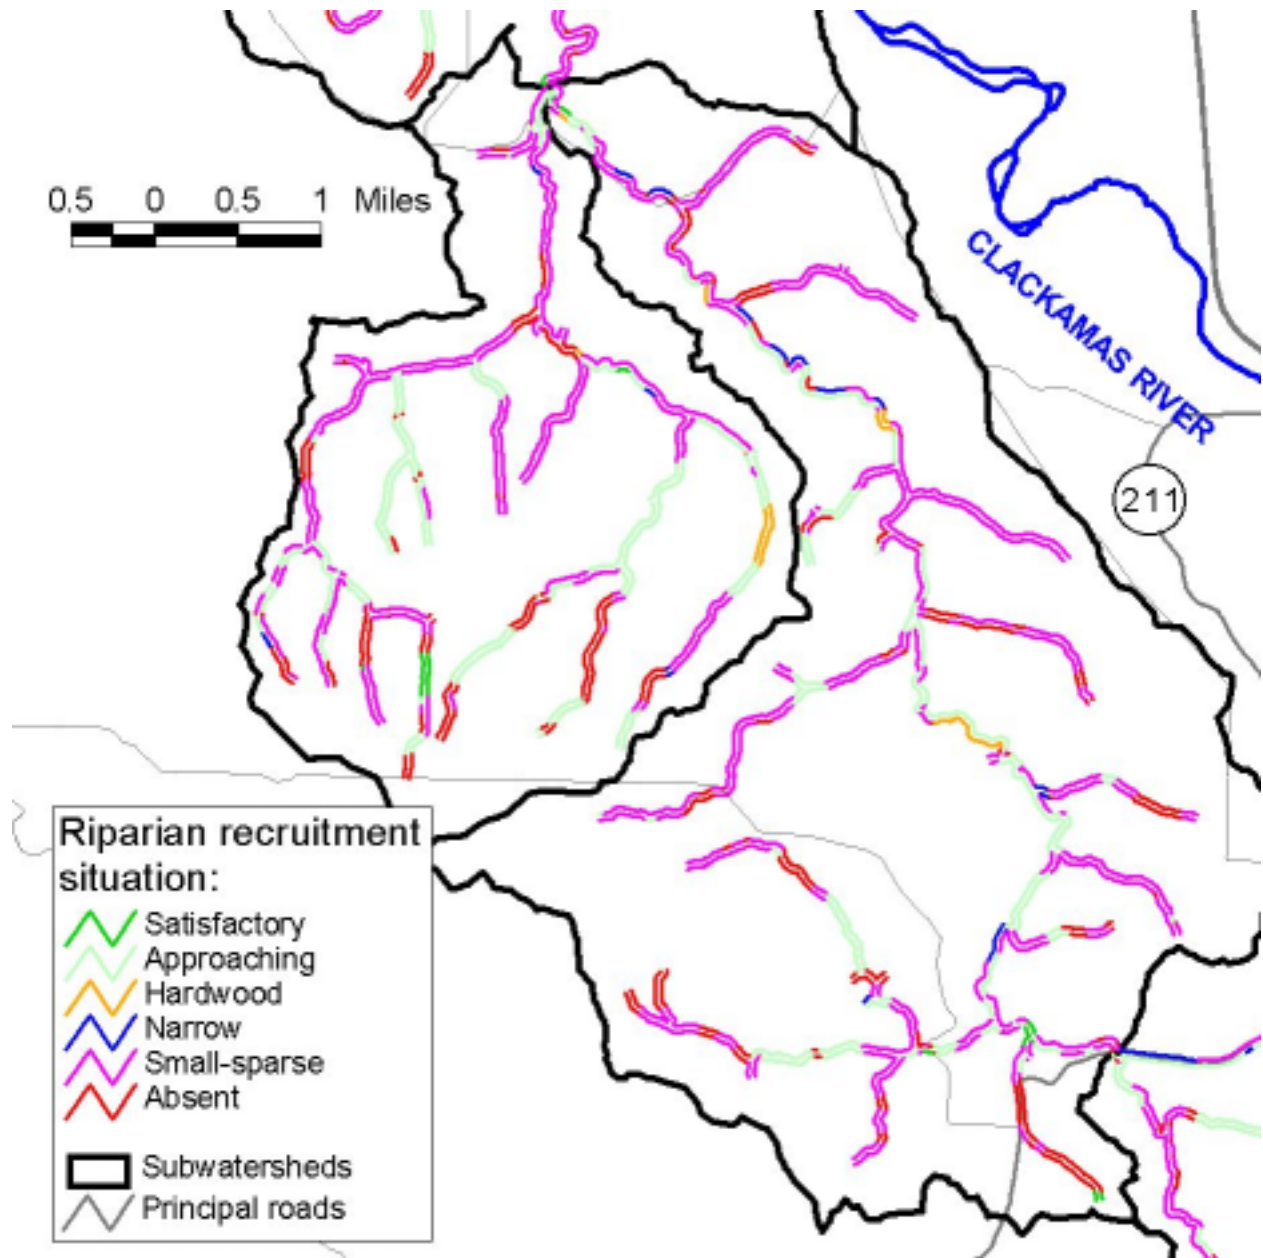 0.5 0 0.5 1 Miles
CLACKAMAS RIVER
211
Riparian recruitment
situation:
Satisfactory
Approaching
Hardwood
Narrow
Small-sparse
Absent
Subwatersheds
Principal roads